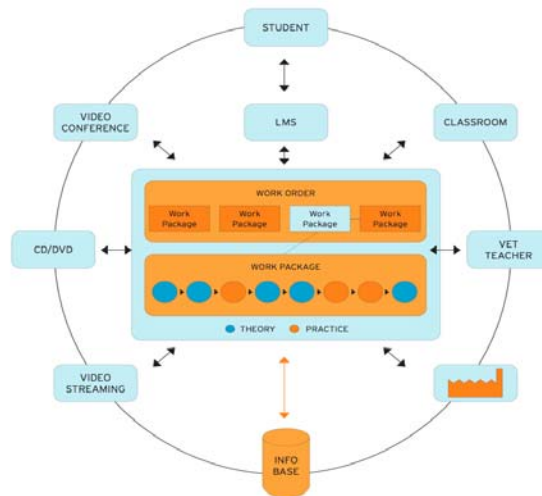 STUDENT
VIDEO
CONFERENCE
LMS
CLASSROOM
WORK ORDER
Work
Package
Work
Package
Work
Package
Work
Package
CD/DVD
VET
TEACHER
WORK PACKAGE
THEORY
PRACTICE
VIDEO
STREAMING
INFO
BASE